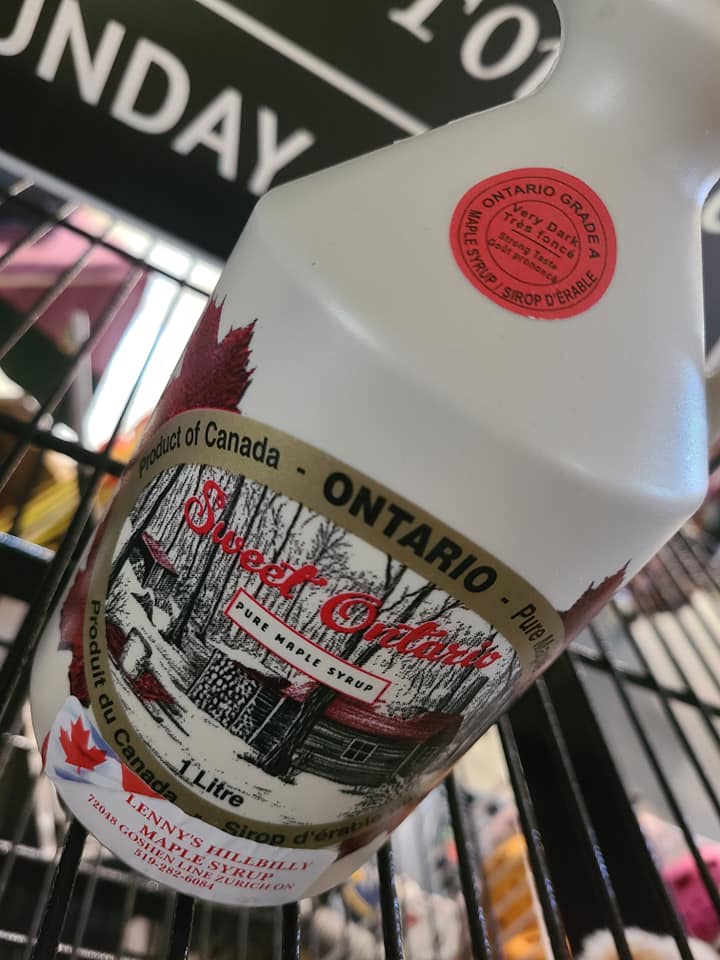 UNDAY
ONTARIO GRADE A
Very Dark
Très foncé
Strong Taste
Goût prononcé
MAPLE SYRUP / SIROP D'ÉRABLE
Product of Canada - ONTARIO - Pure
Sweet Ontario
PURE MAPLE SYRUP
1 Litre
Produit du Canada
Sirop d'érable
LENNY'S HILLBILLY
MAPLE SYRUP
72048 GOSHEN LINE ZURICH ON
519-282-6084